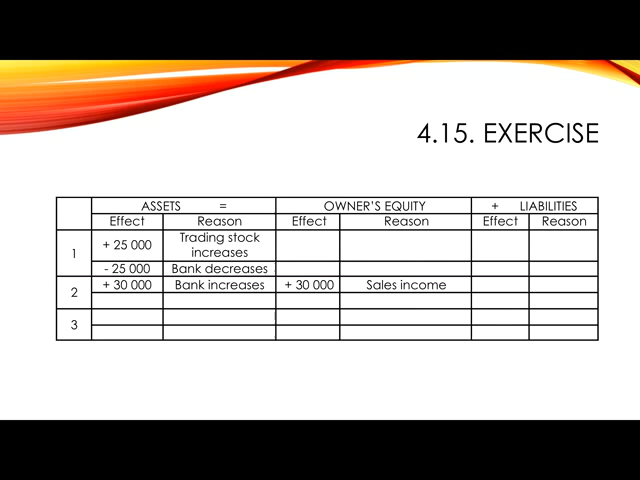 4.15. EXERCISE
ASSETS = OWNER'S EQUITY + LIABILITIES
Effect Reason Effect Reason Effect Reason
1 + 25 000 Trading stock increases
- 25 000 Bank decreases
2 + 30 000 Bank increases + 30 000 Sales income
3